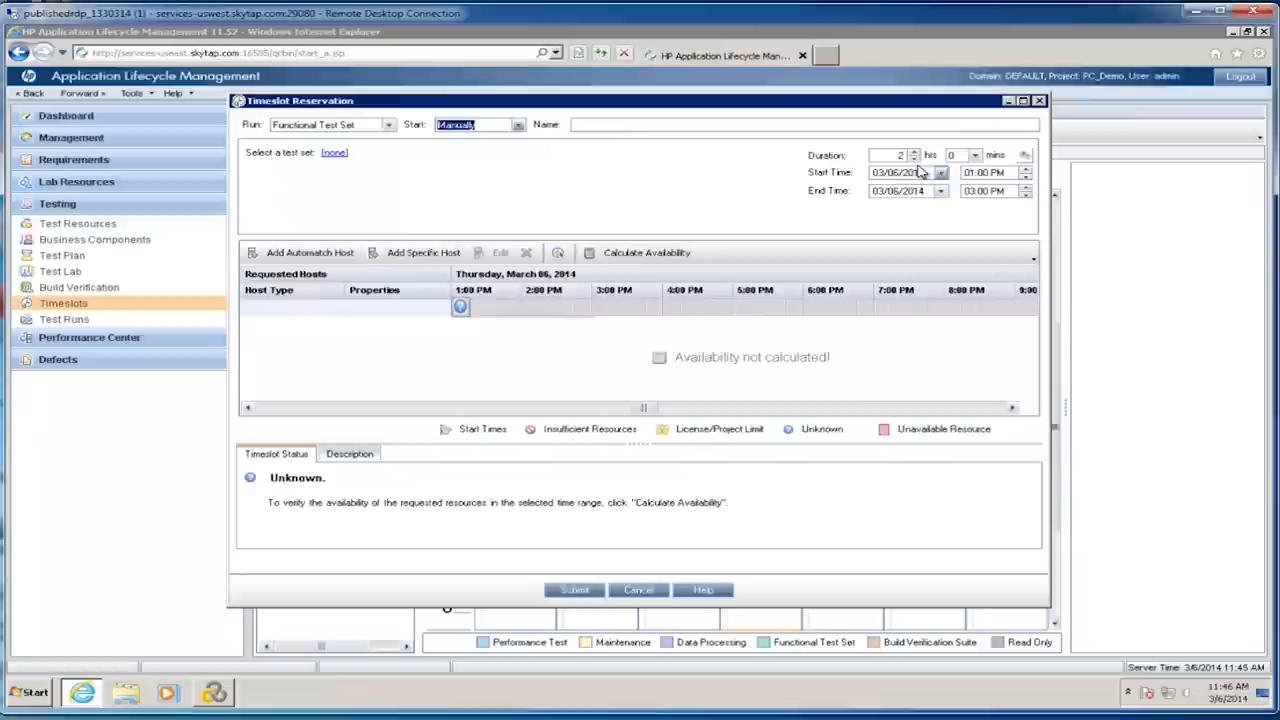 publishedrdp_1330314 (1) - services-uswest.skytap.com:29080 - Remote Desktop Connection
HP Application Lifecycle Management 11.52 - Windows Internet Explorer
HP Application Lifecycle Man...
Application Lifecycle Management
Domain: DEFAULT, Project: PC_Demo, User: admin
Logout
Back Forward Tools Help
Dashboard
Management
Requirements
Lab Resources
Testing
Test Resources
Business Components
Test Plan
Test Lab
Build Verification
Timeslots
Test Runs
Performance Center
Defects
Timeslot Reservation
Run: Functional Test Set Start: Manually Name:
Select a test set: [none]
Duration: 2 hrs 0 mins
Start Time: 03/06/201 01:00 PM
End Time: 03/06/2014 03:00 PM
Add Automatch Host Add Specific Host Edit Calculate Availability
Requested Hosts Thursday, March 06, 2014
Host Type Properties 1:00 PM 2:00 PM 3:00 PM 4:00 PM 5:00 PM 6:00 PM 7:00 PM 8:00 PM 9:00
Availability not calculated!
Start Times Insufficient Resources License/Project Limit Unknown Unavailable Resource
Timeslot Status Description
Unknown.
To verify the availability of the requested resources in the selected time range, click "Calculate Availability".
Submit Cancel Help
Performance Test Maintenance Data Processing Functional Test Set Build Verification Suite Read Only
Server Time: 3/6/2014 11:45 AM
Start
11:46 AM
3/6/2014